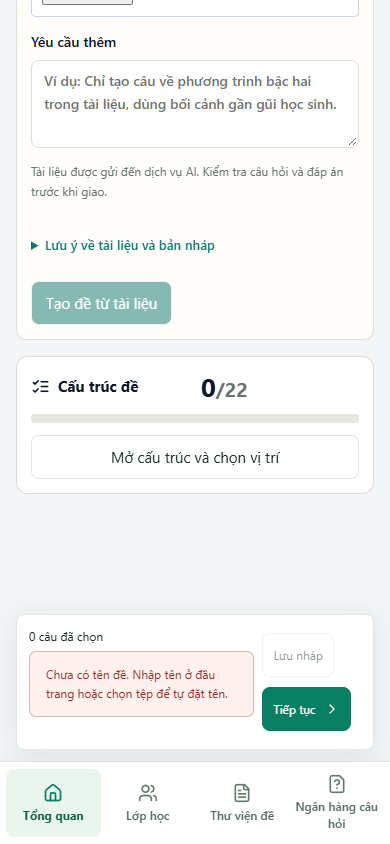 Yêu cầu thêm
Ví dụ: Chỉ tạo câu về phương trình bậc hai
trong tài liệu, dùng bối cảnh gần gũi học sinh.
Tài liệu được gửi đến dịch vụ AI. Kiểm tra câu hỏi và đáp án
trước khi giao.
Lưu ý về tài liệu và bản nháp
Tạo đề từ tài liệu
Cấu trúc đề
0/22
Mở cấu trúc và chọn vị trí
0 câu đã chọn
Chưa có tên đề. Nhập tên ở đầu
trang hoặc chọn tệp để tự đặt tên.
Lưu nháp
Tiếp tục
Tổng quan
Lớp học
Thư viện đề
Ngân hàng câu
hỏi